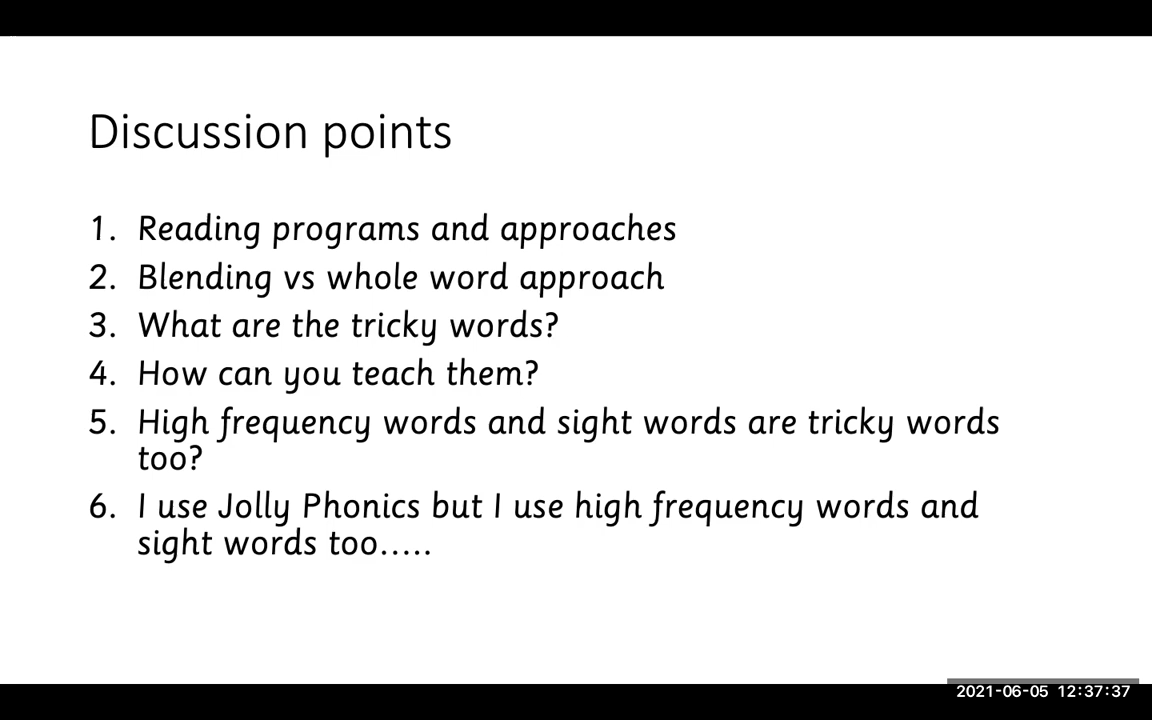 Discussion points
1. Reading programs and approaches
2. Blending vs whole word approach
3. What are the tricky words?
4. How can you teach them?
5. High frequency words and sight words are tricky words
too?
6. I use Jolly Phonics but I use high frequency words and
sight words too.....
2021-06-05 12:37:37